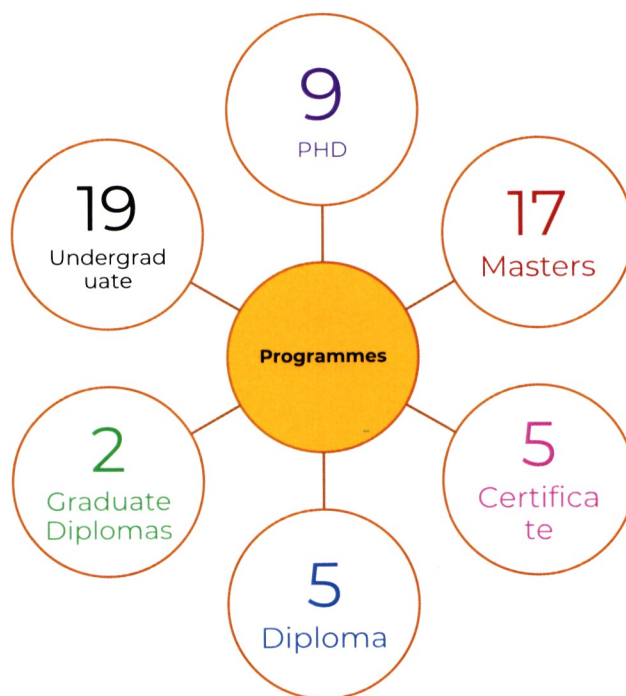 9
PHD
19
Undergrad
uate
17
Masters
Programmes
2
Graduate
Diplomas
5
Certifica
te
5
Diploma